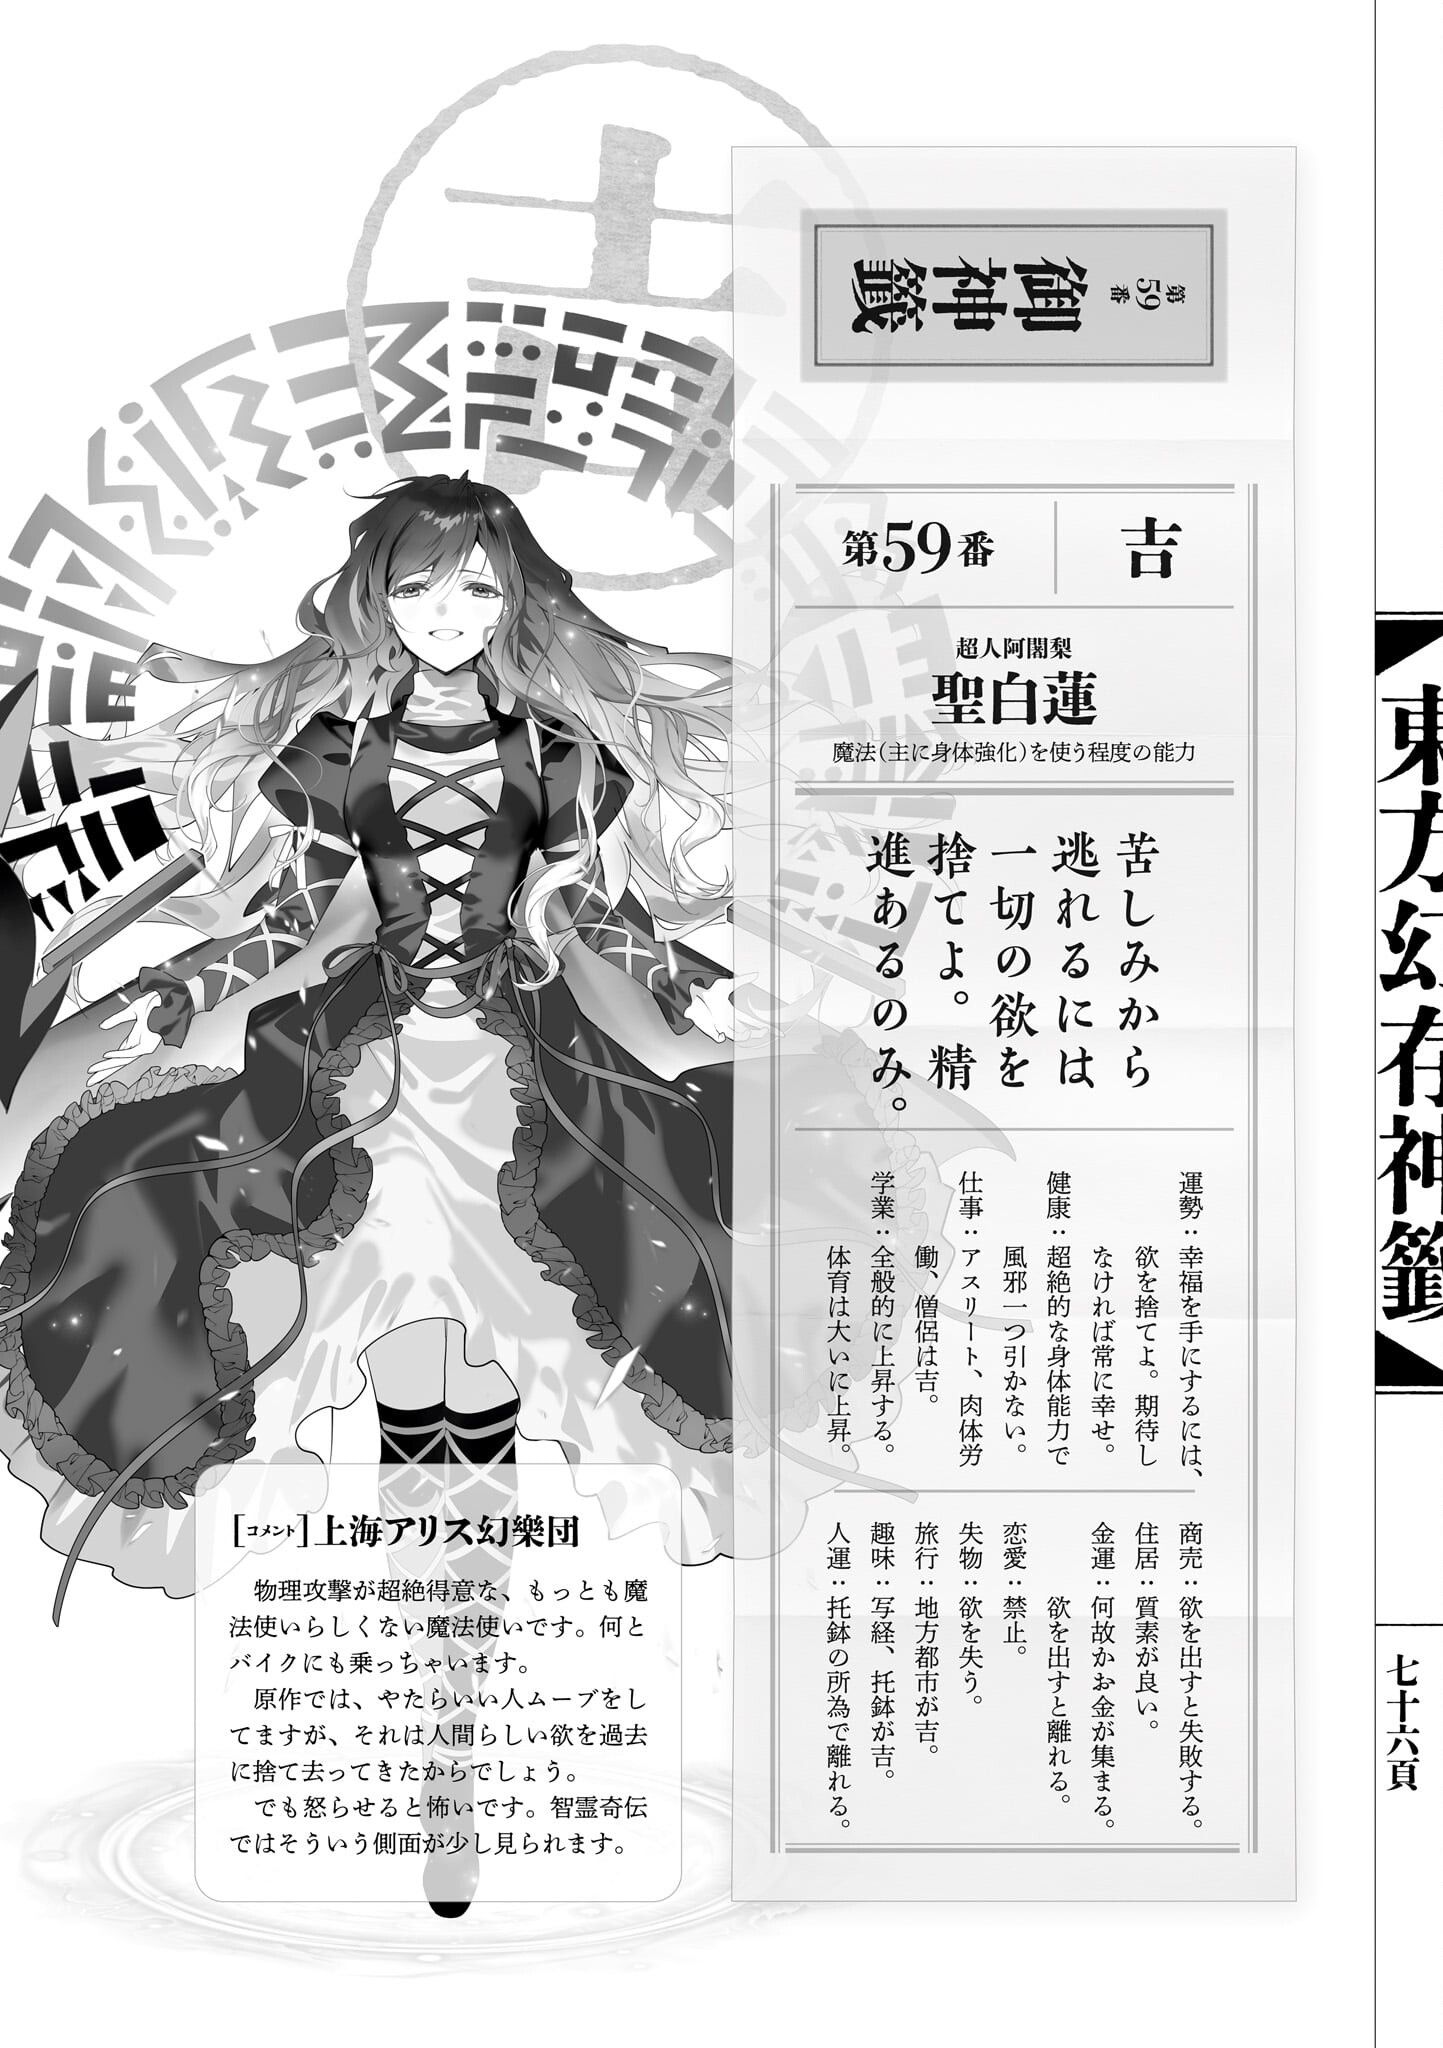 御神籤
第59番
第59番
吉
超人阿闍梨
聖白蓮
魔法（主に身体強化）を使う程度の能力
苦しみから
逃れるには
一切の欲を
捨てよ。精
進あるのみ。
運勢：幸福を手にするには、
欲を捨てよ。期待し
なければ常に幸せ。
健康：超絶的な身体能力で
風邪一つ引かない。
仕事：アスリート、肉体労
働、僧侶は吉。
学業：全般的に上昇する。
体育は大いに上昇。
商売：欲を出すと失敗する。
住居：質素が良い。
金運：何故かお金が集まる。
欲を出すと離れる。
恋愛：禁止。
失物：欲を失う。
旅行：地方都市が吉。
趣味：写経、托鉢が吉。
人運：托鉢の所為で離れる。
［コメント］上海アリス幻樂団
物理攻撃が超絶得意な、もっとも魔
法使いらしくない魔法使いです。何と
バイクにも乗っちゃいます。
原作では、やたらいい人ムーブをし
てますが、それは人間らしい欲を過去
に捨て去ってきたからでしょう。
でも怒らせると怖いです。智霊奇伝
ではそういう側面が少し見られます。
【東方幻存神籤】
七十六頁